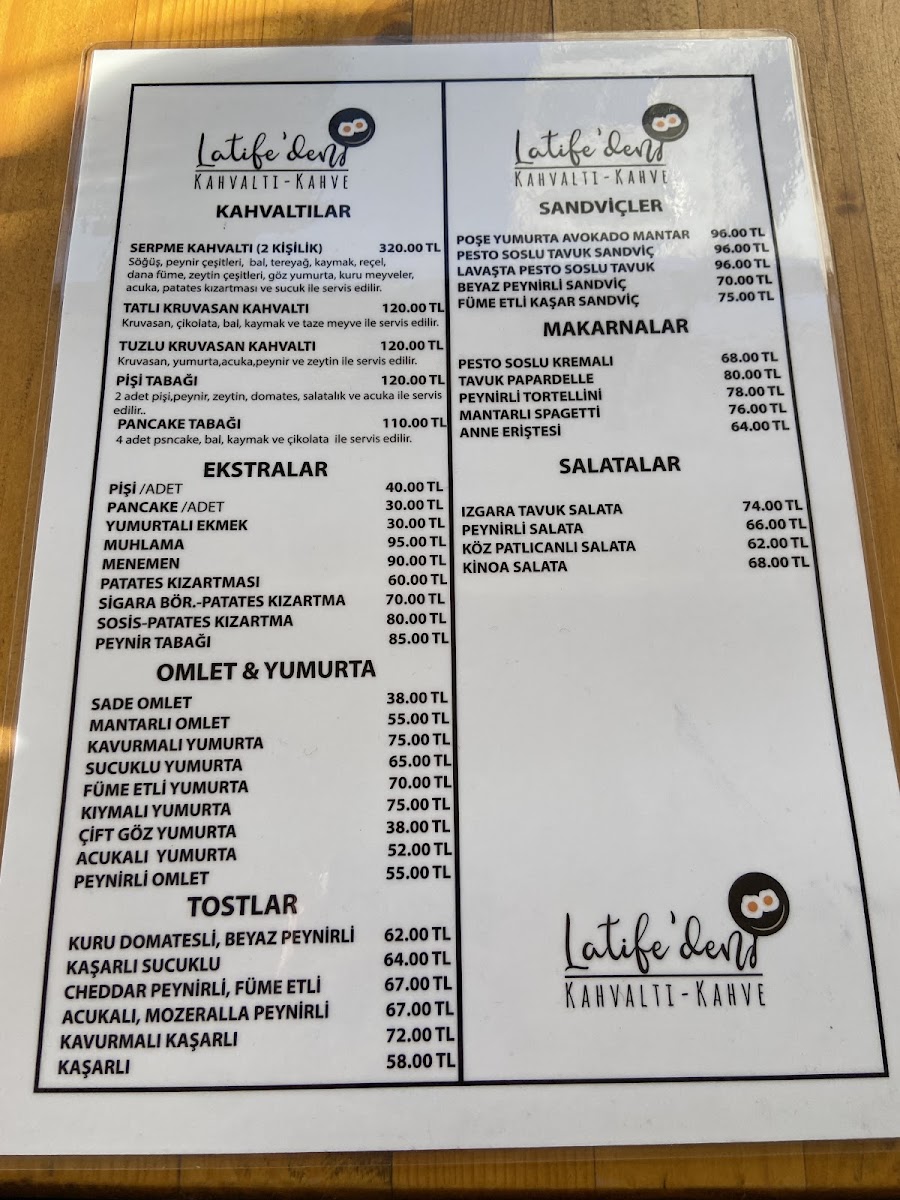 Latife'den
KAHVALTI-KAHVE
KAHVALTILAR
SERPME KAHVALTI (2 KİŞİLİK) 320.00 TL
Söğüş, peynir çeşitleri, bal, tereyağ, kaymak, reçel,
dana füme, zeytin çeşitleri, göz yumurta, kuru meyveler,
acuka, patates kızartması ve sucuk ile servis edilir.
TATLI KRUVASAN KAHVALTI 120.00 TL
Kruvasan, çikolata, bal, kaymak ve taze meyve ile servis edilir.
TUZLU KRUVASAN KAHVALTI 120.00 TL
Kruvasan, yumurta,acuka,peynir ve zeytin ile servis edilir.
PİŞİ TABAĞI 120.00 TL
2 adet pişi,peynir, zeytin, domates, salatalık ve acuka ile servis
edilir..
PANCAKE TABAĞI 110.00 TL
4 adet psncake, bal, kaymak ve çikolata ile servis edilir.
EKSTRALAR
PİŞİ /ADET 40.00 TL
PANCAKE /ADET 30.00 TL
YUMURTALI EKMEK 30.00 TL
MUHLAMA 95.00 TL
MENEMEN 90.00 TL
PATATES KIZARTMASI 60.00 TL
SİGARA BÖR.-PATATES KIZARTMA 70.00 TL
SOSİS-PATATES KIZARTMA 80.00 TL
PEYNİR TABAĞI 85.00 TL
OMLET & YUMURTA
SADE OMLET 38.00 TL
MANTARLI OMLET 55.00 TL
KAVURMALI YUMURTA 75.00 TL
SUCUKLU YUMURTA 65.00 TL
FÜME ETLİ YUMURTA 70.00 TL
KIYMALI YUMURTA 75.00 TL
ÇİFT GÖZ YUMURTA 38.00 TL
ACUKALI YUMURTA 52.00 TL
PEYNİRLİ OMLET 55.00 TL
TOSTLAR
KURU DOMATESLİ, BEYAZ PEYNİRLİ 62.00 TL
KAŞARLI SUCUKLU 64.00 TL
CHEDDAR PEYNİRLİ, FÜME ETLİ 67.00 TL
ACUKALI, MOZERALLA PEYNİRLİ 67.00 TL
KAVURMALI KAŞARLI 72.00 TL
KAŞARLI 58.00 TL
Latife'den
KAHVALTI-KAHVE
SANDVİÇLER
POŞE YUMURTA AVOKADO MANTAR 96.00 TL
PESTO SOSLU TAVUK SANDVİÇ 96.00 TL
LAVAŞTA PESTO SOSLU TAVUK 96.00 TL
BEYAZ PEYNİRLİ SANDVİÇ 70.00 TL
FÜME ETLİ KAŞAR SANDVİÇ 75.00 TL
MAKARNALAR
PESTO SOSLU KREMALI 68.00 TL
TAVUK PAPARDELLE 80.00 TL
PEYNİRLİ TORTELLİNİ 78.00 TL
MANTARLI SPAGETTİ 76.00 TL
ANNE ERİŞTESİ 64.00 TL
SALATALAR
IZGARA TAVUK SALATA 74.00 TL
PEYNİRLİ SALATA 66.00 TL
KÖZ PATLICANLI SALATA 62.00 TL
KİNOA SALATA 68.00 TL
Latife'den
KAHVALTI-KAHVE